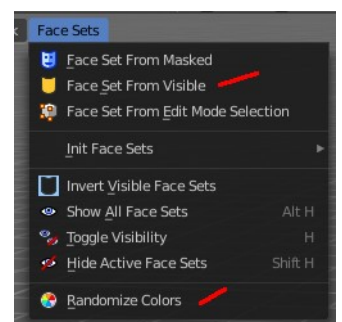 Face Sets
Face Set From Masked
Face Set From Visible
Face Set From Edit Mode Selection
Init Face Sets
Invert Visible Face Sets
Show All Face Sets Alt H
Toggle Visibility H
Hide Active Face Sets Shift H
Randomize Colors